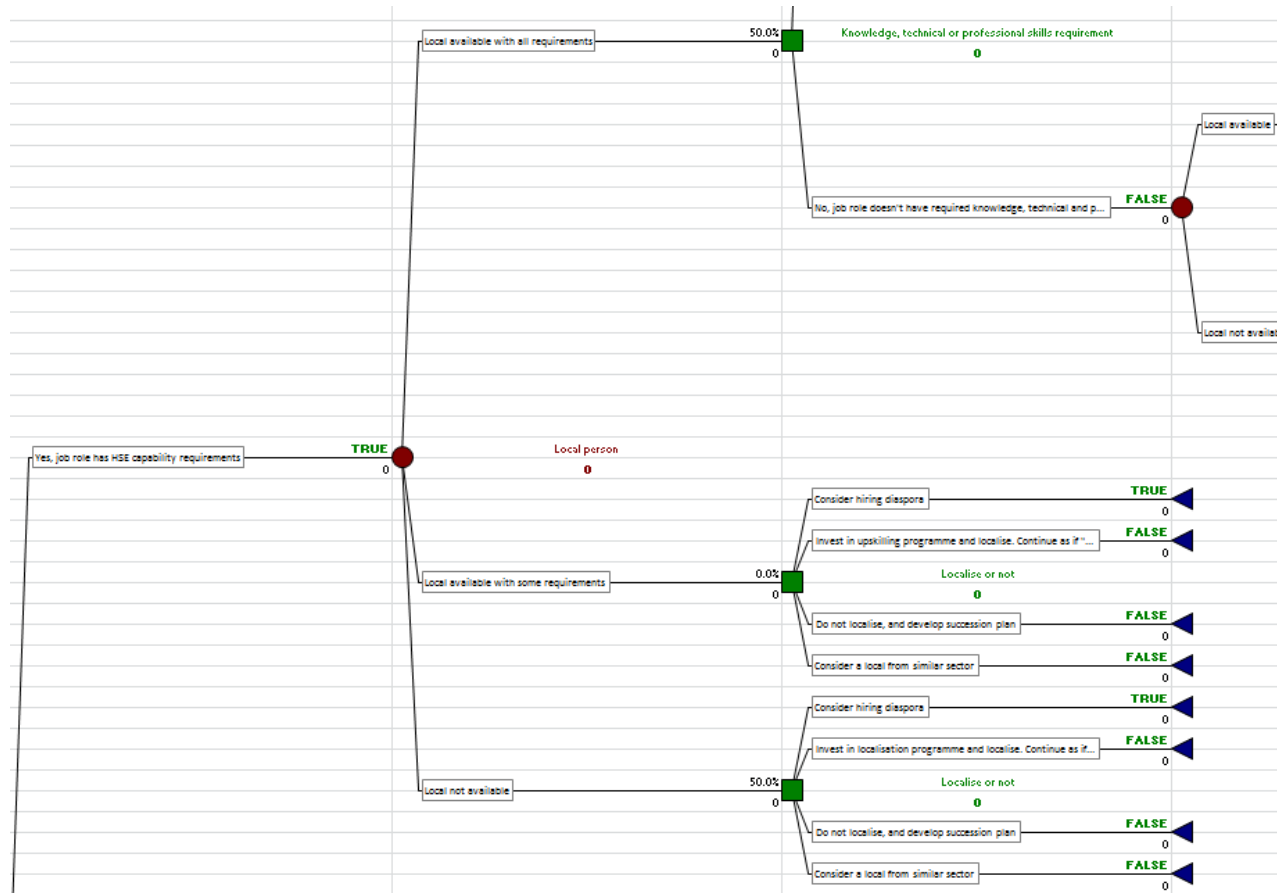 Local available with all requirements
50.0%
0
Knowledge, technical or professional skills requirement
0
Local available
No, job role doesn't have required knowledge, technical and p...
FALSE
0
Local not availab
Yes, job role has HSE capability requirements
TRUE
0
Local person
0
Consider hiring diaspora
TRUE
0
Invest in upskilling programme and localise. Continue as if "...
FALSE
0
Local available with some requirements
0.0%
0
Localise or not
0
Do not localise, and develop succession plan
FALSE
0
Consider a local from similar sector
FALSE
0
Consider hiring diaspora
TRUE
0
Invest in localisation programme and localise. Continue as if...
FALSE
0
Local not available
50.0%
0
Localise or not
0
Do not localise, and develop succession plan
FALSE
0
Consider a local from similar sector
FALSE
0